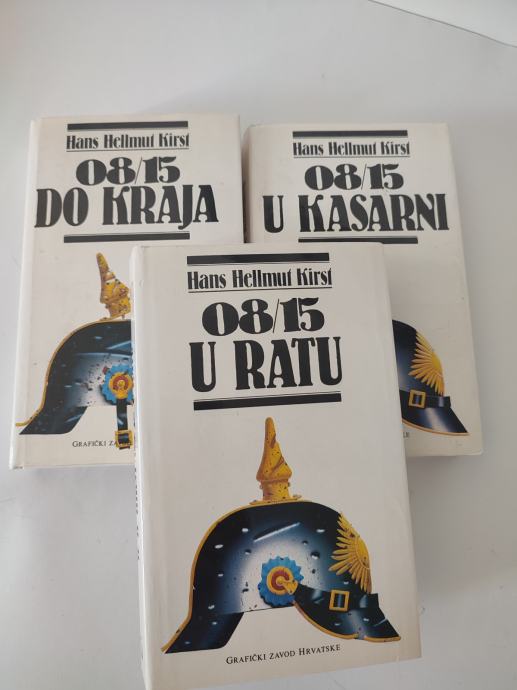 Hans Hellmut Kirst
08/15
DO KRAJA
GRAFIČKI
Hans Hellmut Kirst
08/15
U KASARNI
Hans Hellmut Kirst
08/15
U RATU
GRAFIČKI ZAVOD HRVATSKE